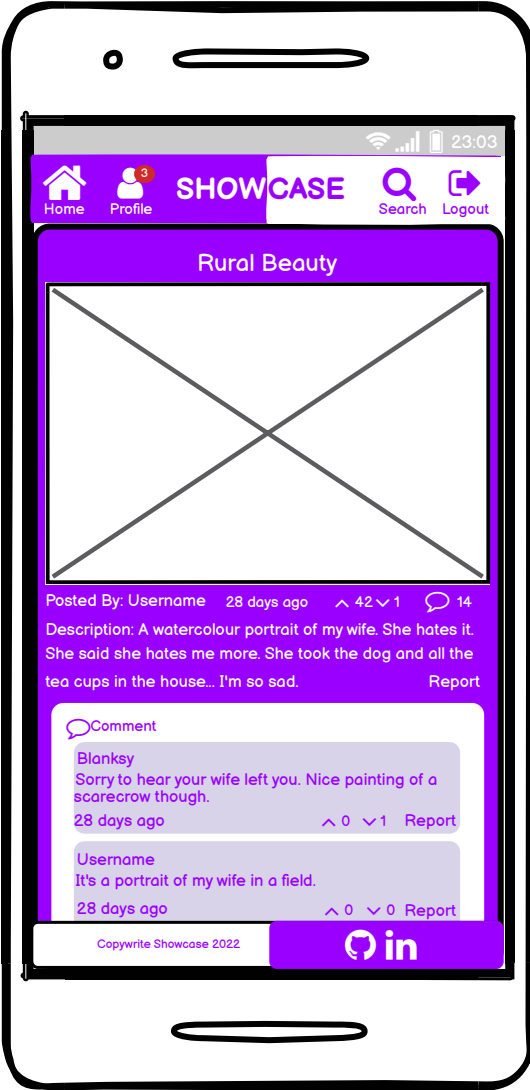 23:03
Home
3
Profile
SHOWCASE
Search
Logout
Rural Beauty
Posted By: Username 28 days ago 42 1 14
Description: A watercolour portrait of my wife. She hates it.
She said she hates me more. She took the dog and all the
tea cups in the house... I'm so sad. Report
Comment
Blanksy
Sorry to hear your wife left you. Nice painting of a
scarecrow though.
28 days ago 0 1 Report
Username
It's a portrait of my wife in a field.
28 days ago 0 0 Report
Copywrite Showcase 2022 in